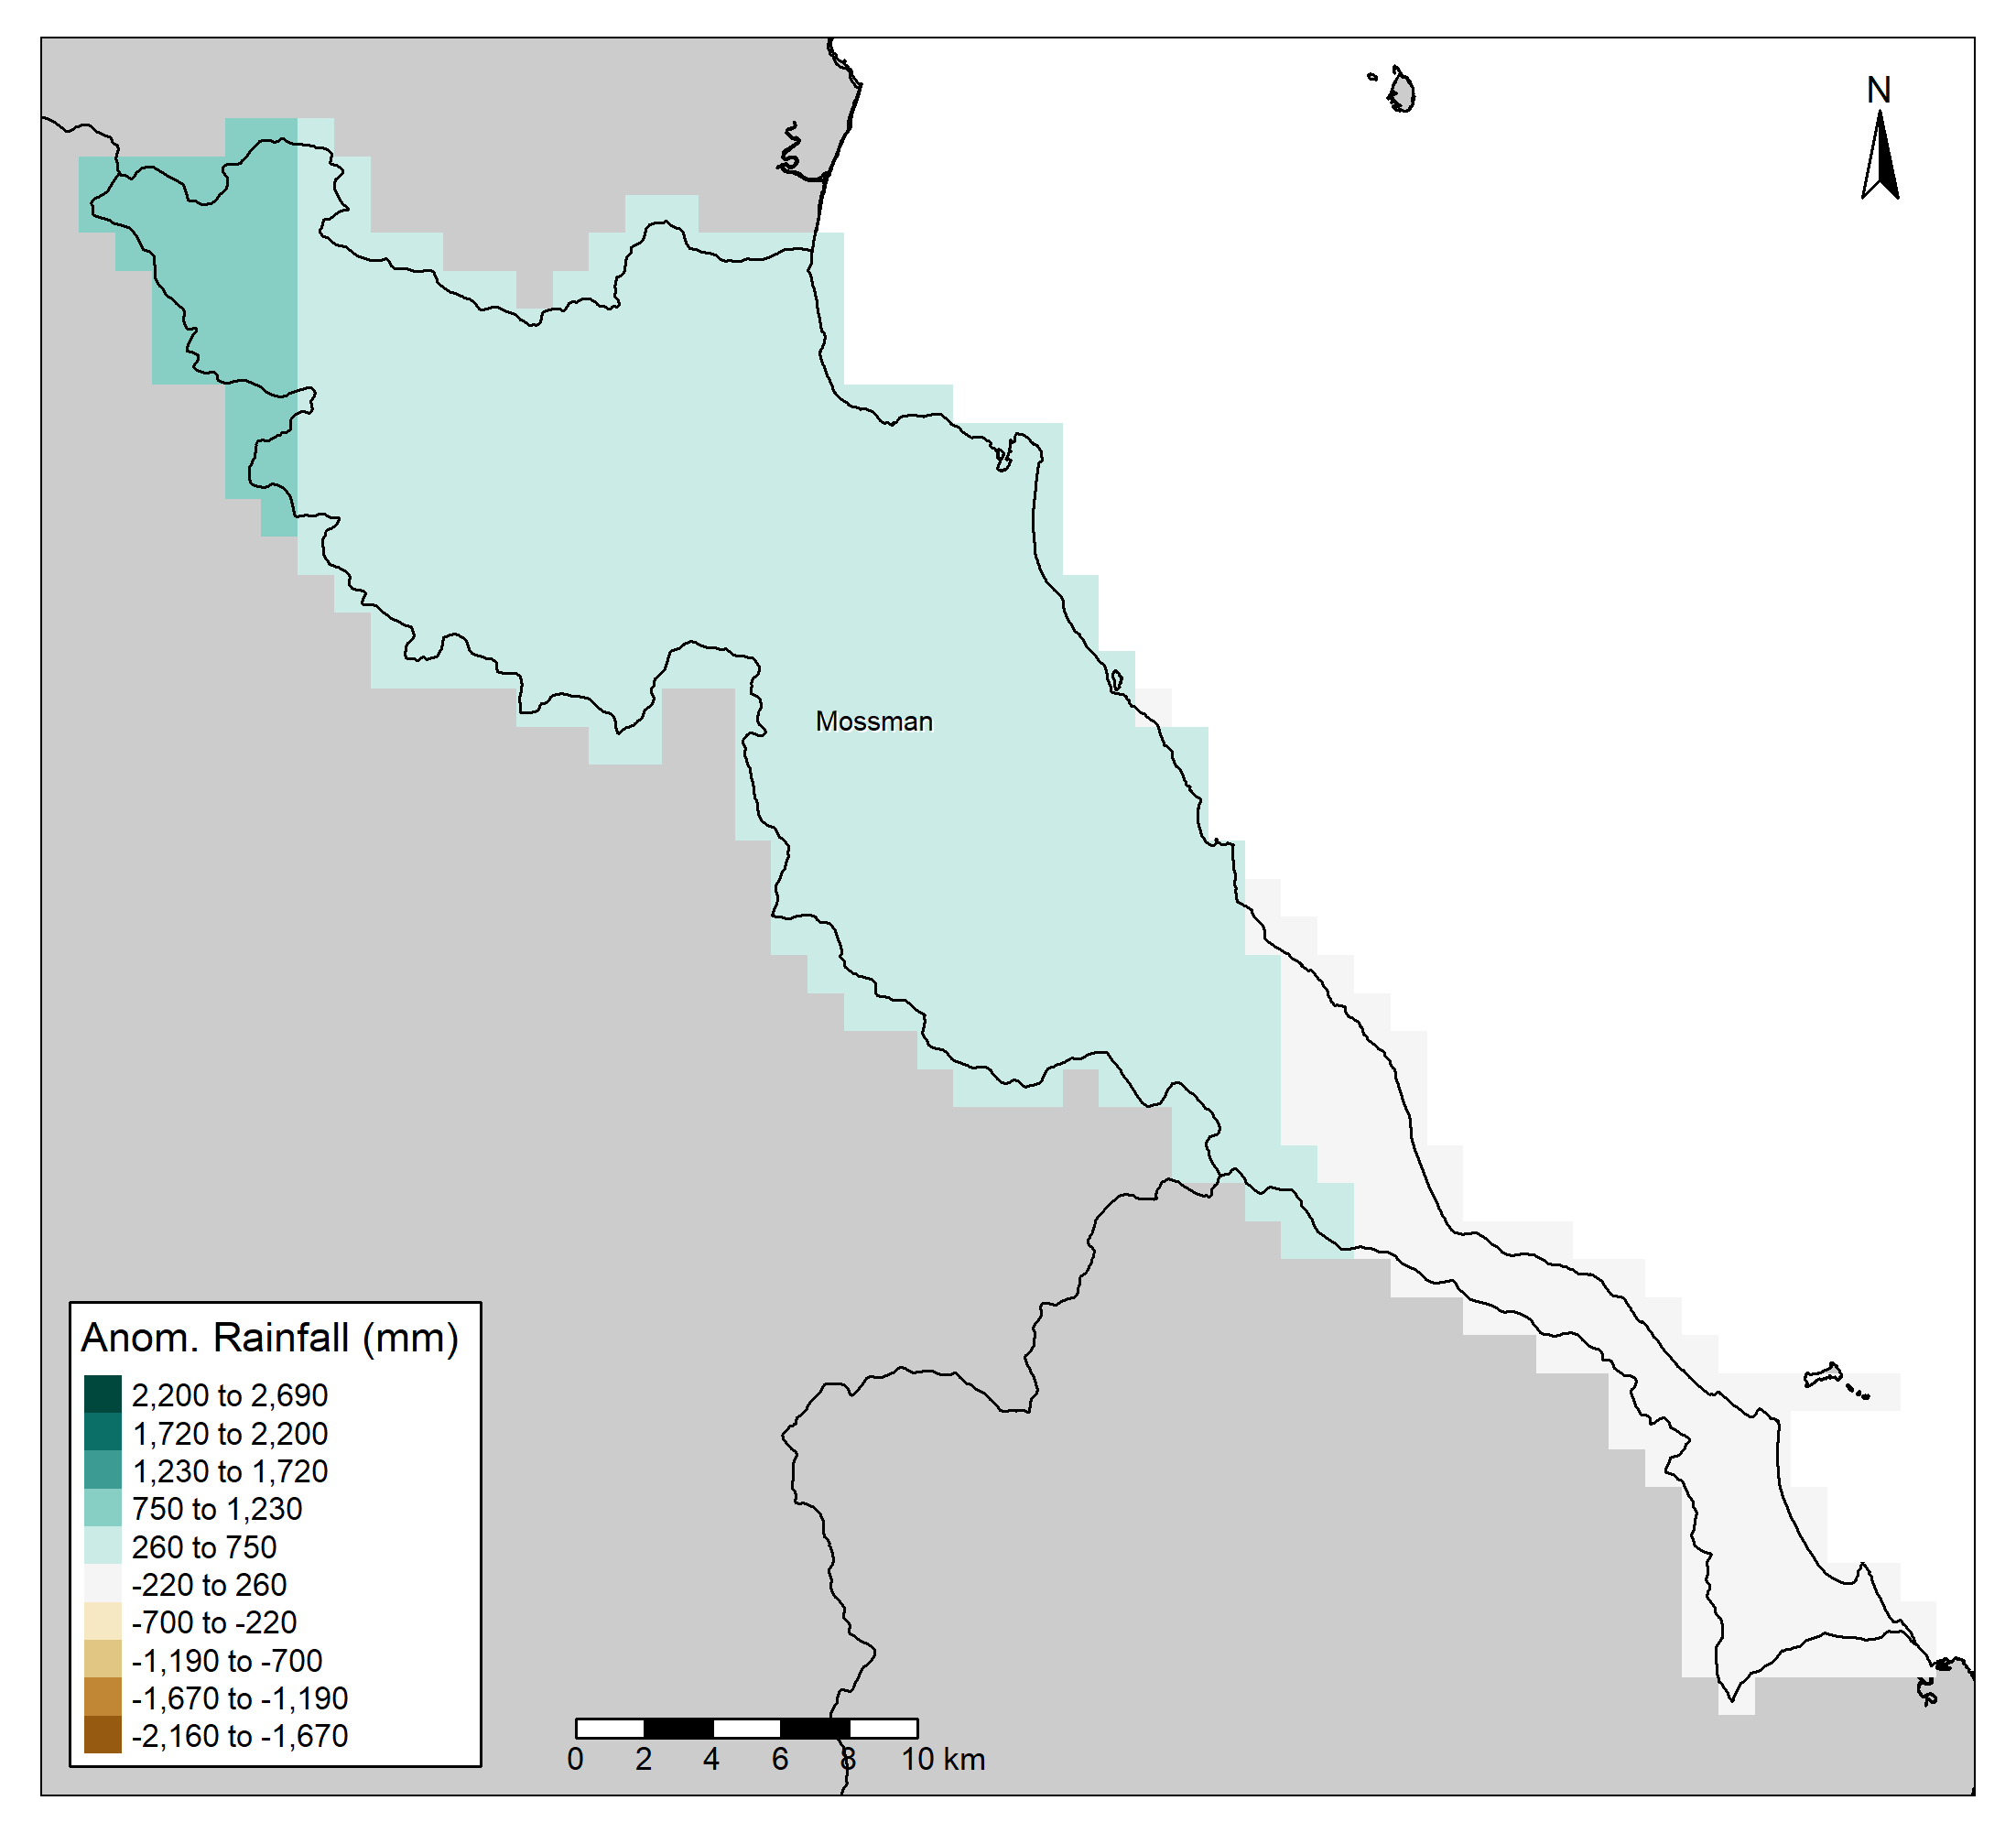 N
Mossman
Anom. Rainfall (mm)
2,200 to 2,690
1,720 to 2,200
1,230 to 1,720
750 to 1,230
260 to 750
-220 to 260
-700 to -220
-1,190 to -700
-1,670 to -1,190
-2,160 to -1,670
0 2 4 6 8 10 km